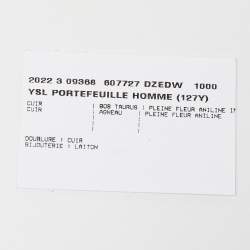 2022 3 09368 607727 DZEDW 1000
YSL PORTEFEUILLE HOMME (127Y)
CUIR | BOS TAURUS | PLEINE FLEUR ANILINE
CUIR | AGNEAU | PLEINE FLEUR ANILINE
DOUBLURE : CUIR
BIJOUTERIE : LAITON